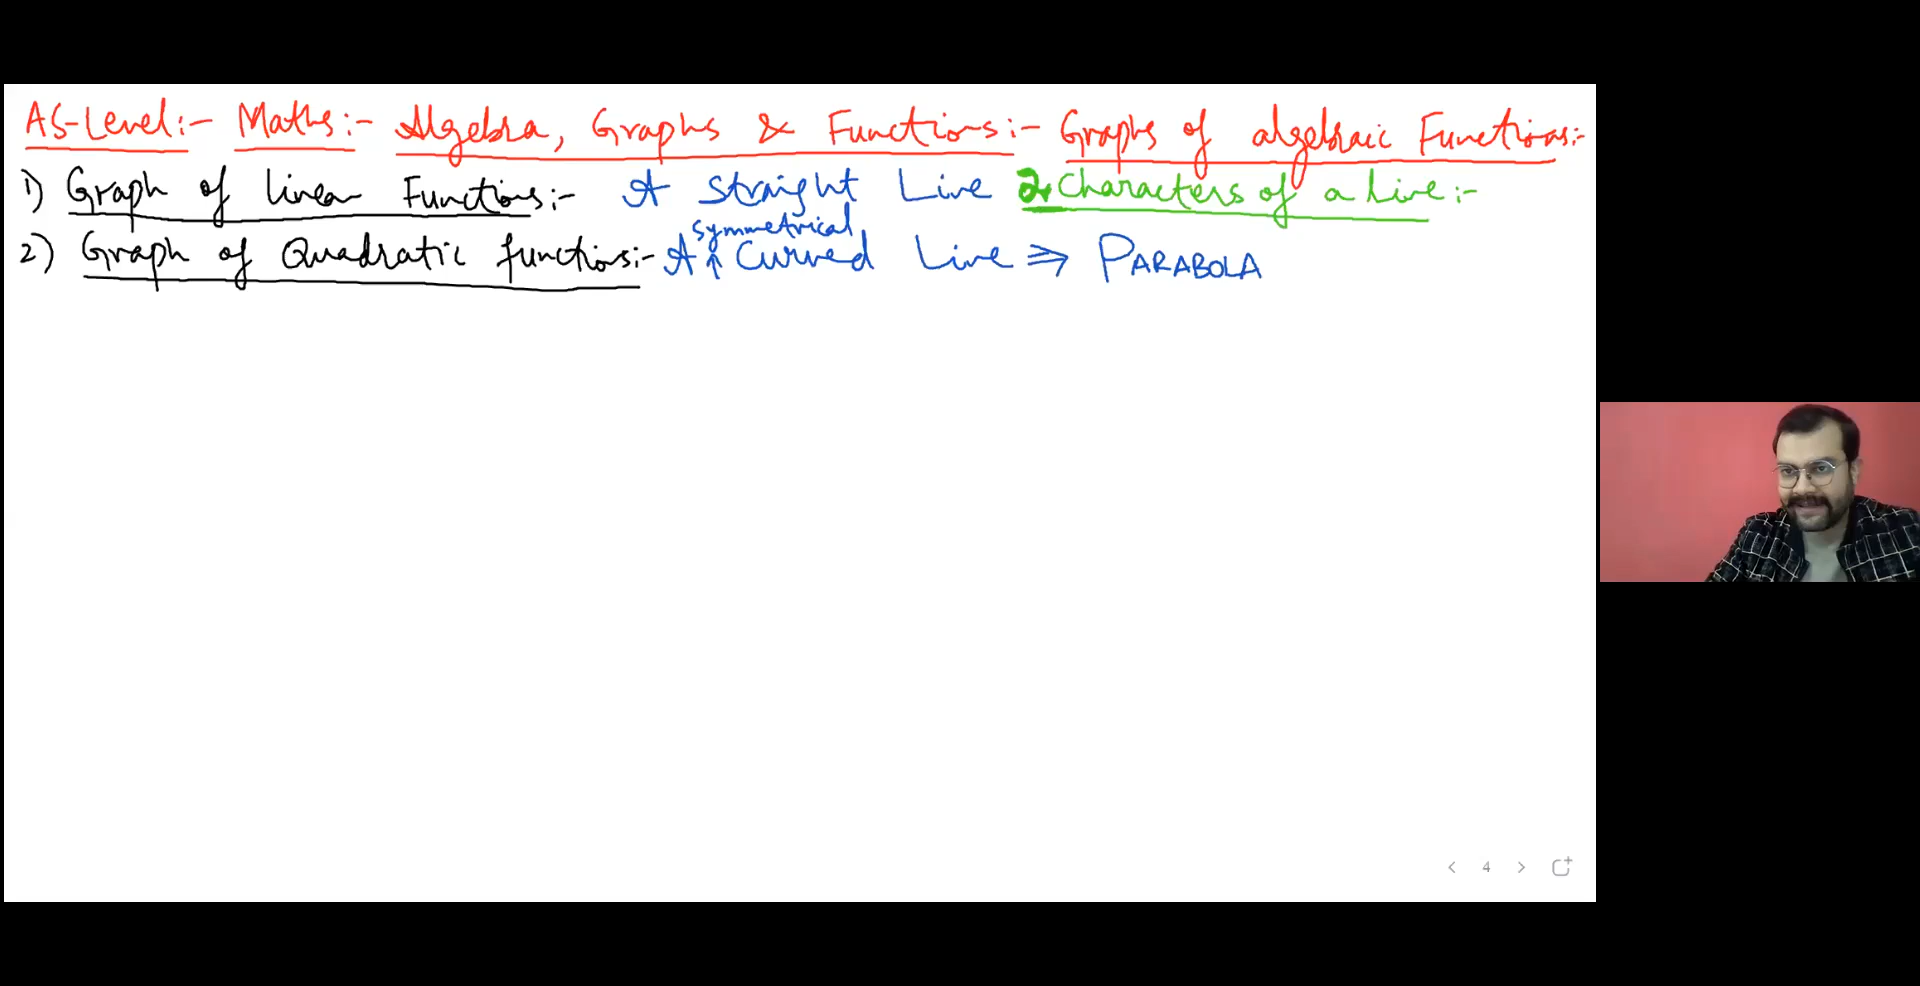 AS-Level:- Maths:- Algebra, Graphs & Functions:- Graphs of algebraic Functions:-
1) Graph of linear Functions:- A Straight Line 2 Characters of a Line:-
2) Graph of Quadratic functions:- A symmetrical Curved Line ⇒ PARABOLA
< 4 >